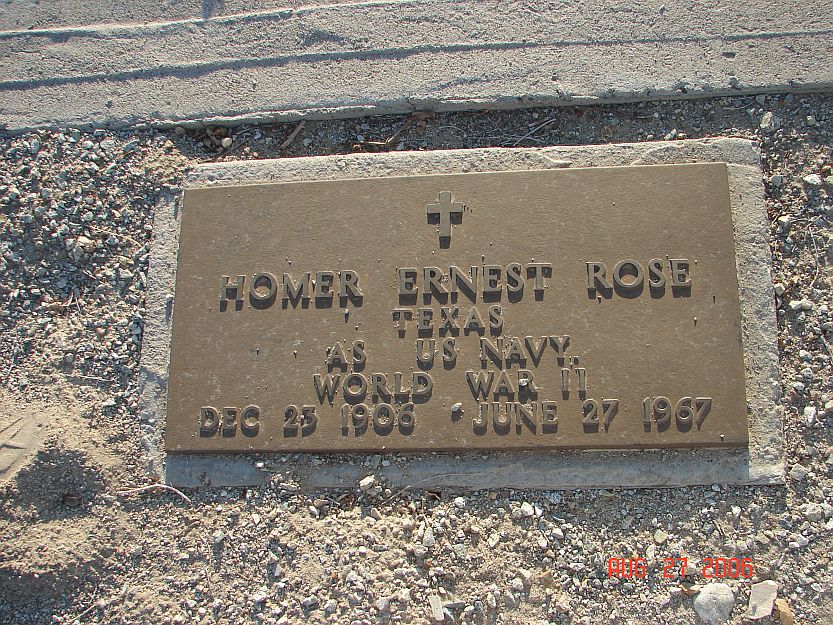 HOMER ERNEST ROSE
TEXAS
AS US NAVY
WORLD WAR II
DEC 23 1906 JUNE 27 1967
AUG 27 2006